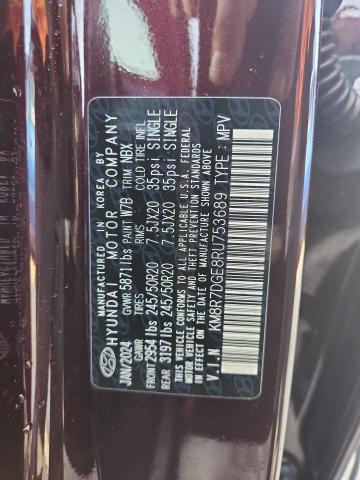 MANUFACTURED IN KOREA BY
HYUNDAI MOTOR COMPANY
JAN/2024 GVWR 5871lbs PAINT W7B TRIM NBX
GAWR TIRES RIMS COLD TIRE INFL
FRONT 2954 lbs 245/50R20 7.5JX20 35psi SINGLE
REAR 3197 lbs 245/50R20 7.5JX20 35psi SINGLE
THIS VEHICLE CONFORMS TO ALL APPLICABLE U.S.A. FEDERAL
MOTOR VEHICLE SAFETY AND THEFT PREVENTION STANDARDS
IN EFFECT ON THE DATE OF MANUFACTURE SHOWN ABOVE
V.I.N : KM8R7DGE8RU753689 TYPE : MPV